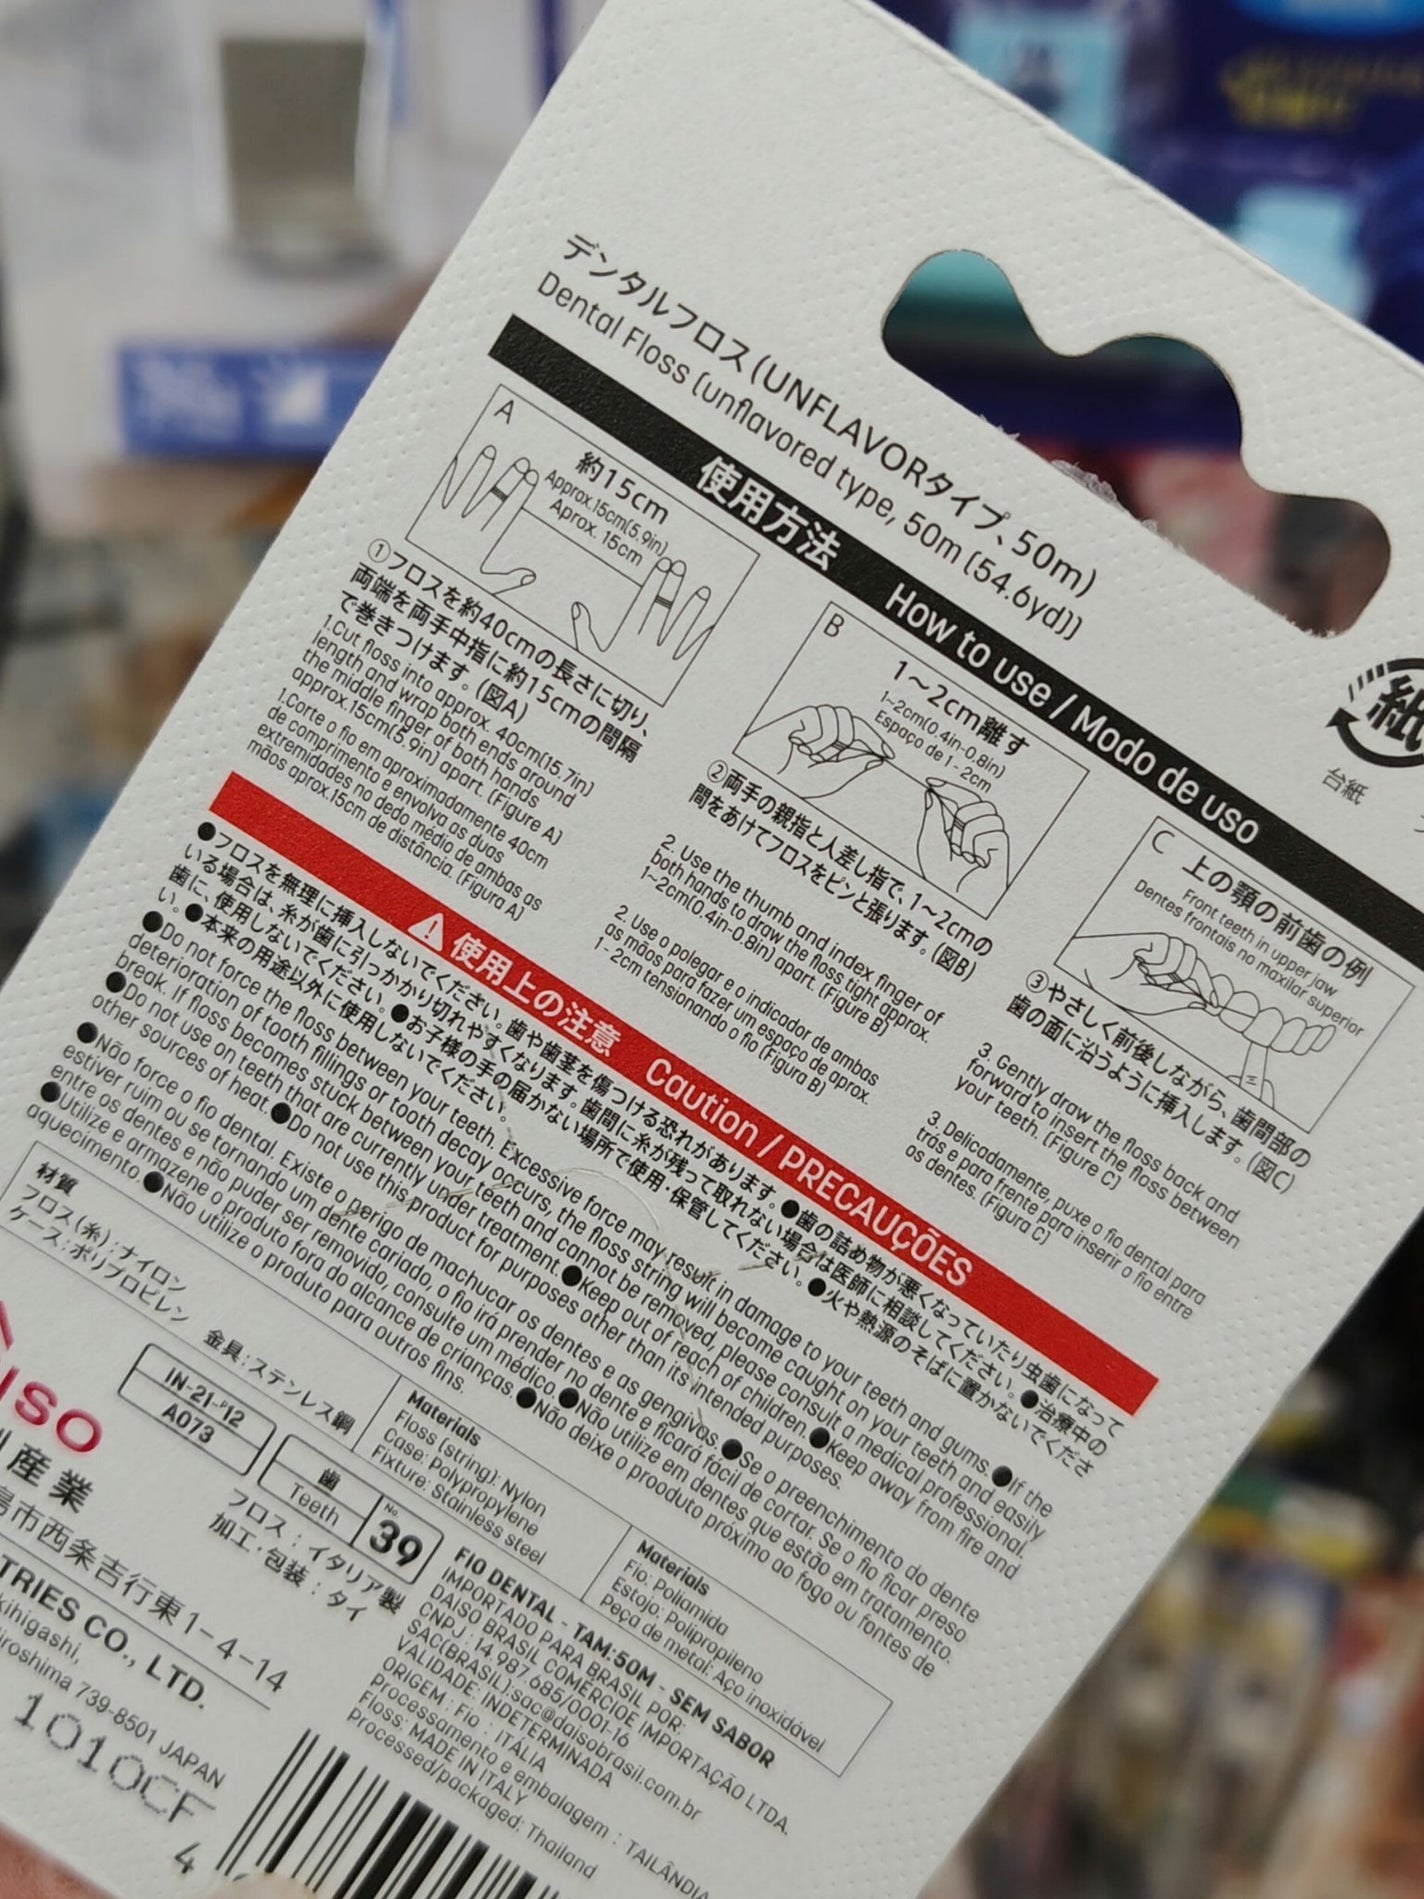 デンタルフロス(UNFLAVORタイプ、50m)
Dental Floss (unflavored type, 50m (54.6yd))
使用方法 How to use / Modo de uso
A
約15cm
Approx.15cm(5.9in)
Aprox. 15cm
①フロスを約40cmの長さに切り、
両端を両手中指に約15cmの間隔
で巻きつけます。(図A)
1.Cut floss into approx. 40cm(15.7in)
length and wrap both ends around
the middle finger of both hands
approx.15cm(5.9in) apart. (Figure A)
1.Corte o fio em aproximadamente 40cm
de comprimento e envolva as duas
extremidades no dedo médio de ambas as
mãos aprox.15cm de distância. (Figura A)
B
1～2cm離す
1~2cm(0.4in-0.8in)
Espaço de 1 - 2cm
②両手の親指と人差し指で、1～2cmの
間をあけてフロスをピンと張ります。(図B)
2. Use the thumb and index finger of
both hands to draw the floss tight approx.
1~2cm(0.4in-0.8in) apart. (Figure B)
2. Use o polegar e o indicador de ambas
as mãos para fazer um espaço de aprox.
1 - 2cm tensionando o fio (Figura B)
C
上の顎の前歯の例
Front teeth in upper jaw
Dentes frontais no maxilar superior
③やさしく前後しながら、歯間部の
歯の面に沿うように挿入します。(図C)
3. Gently draw the floss back and
forward to insert the floss between
your teeth. (Figure C)
3. Delicadamente, puxe o fio dental para
trás e para frente para inserir o fio entre
os dentes. (Figura C)
紙
台紙
使用上の注意 Caution / PRECAUÇÕES
●フロスを無理に挿入しないでください。歯や歯茎を傷つける恐れがあります。●歯の詰め物が悪くなっていたり虫歯になって
いる場合は、糸が歯に引っかかり切れやすくなります。歯間に糸が残って取れない場合は医師に相談してください。●治療中の
歯に、使用しないでください。●お子様の手の届かない場所で使用・保管してください。●火や熱源のそばに置かないでくださ
い。●本来の用途以外に使用しないでください。
●Do not force the floss between your teeth. Excessive force may result in damage to your teeth and gums.●If the
deterioration of tooth fillings or tooth decay occurs, the floss string will become caught on your teeth and easily
break. If floss becomes stuck between your teeth and cannot be removed, please consult a medical professional.
●Do not use on teeth that are currently under treatment.●Keep out of reach of children.●Keep away from fire and
other sources of heat.●Do not use this product for purposes other than its intended purposes.
●Não force o fio dental. Existe o perigo de machucar os dentes e as gengivas.●Se o preenchimento do dente
estiver ruim ou se tornando um dente cariado, o fio irá prender no dente e ficará fácil de cortar. Se o fio ficar preso
entre os dentes e não puder ser removido, consulte um médico.●Não utilize em dentes que estão em tratamento.
●Utilize e armazene o produto fora do alcance de crianças.●Não deixe o prooduto próximo ao fogo ou fontes de
aquecimento.●Não utilize o produto para outros fins.
材質
フロス(糸):ナイロン
ケース:ポリプロピレン 金具:ステンレス鋼
Materials
Floss (string): Nylon
Case: Polypropylene
Fixture: Stainless steel
Materials
Fio: Poliamida
Estojo: Polipropileno
Peça de metal: Aço inoxidável
ISO
産業
島市西条吉行東1-4-14
TRIES CO., LTD.
kihigashi,
iroshima 739-8501 JAPAN
1010CF
IN-21-'12
A073
歯
Teeth
No.
39
フロス:イタリア製
加工・包装:タイ
FIO DENTAL - TAM:50M - SEM SABOR
IMPORTADO PARA BRASIL POR:
DAISO BRASIL COMÉRCIDE IMPORTAÇÃO LTDA.
CNPJ : 14.987.685/0001-16
SAC(BRASIL):sac@daisobrasil.com.br
VALIDADE: INDETERMINADA
ORIGEM : Fio : ITÁLIA
Processamento e embalagem : TAILÂNDIA
Floss: MADE IN ITALY
Processed/packaged: Thailand
4